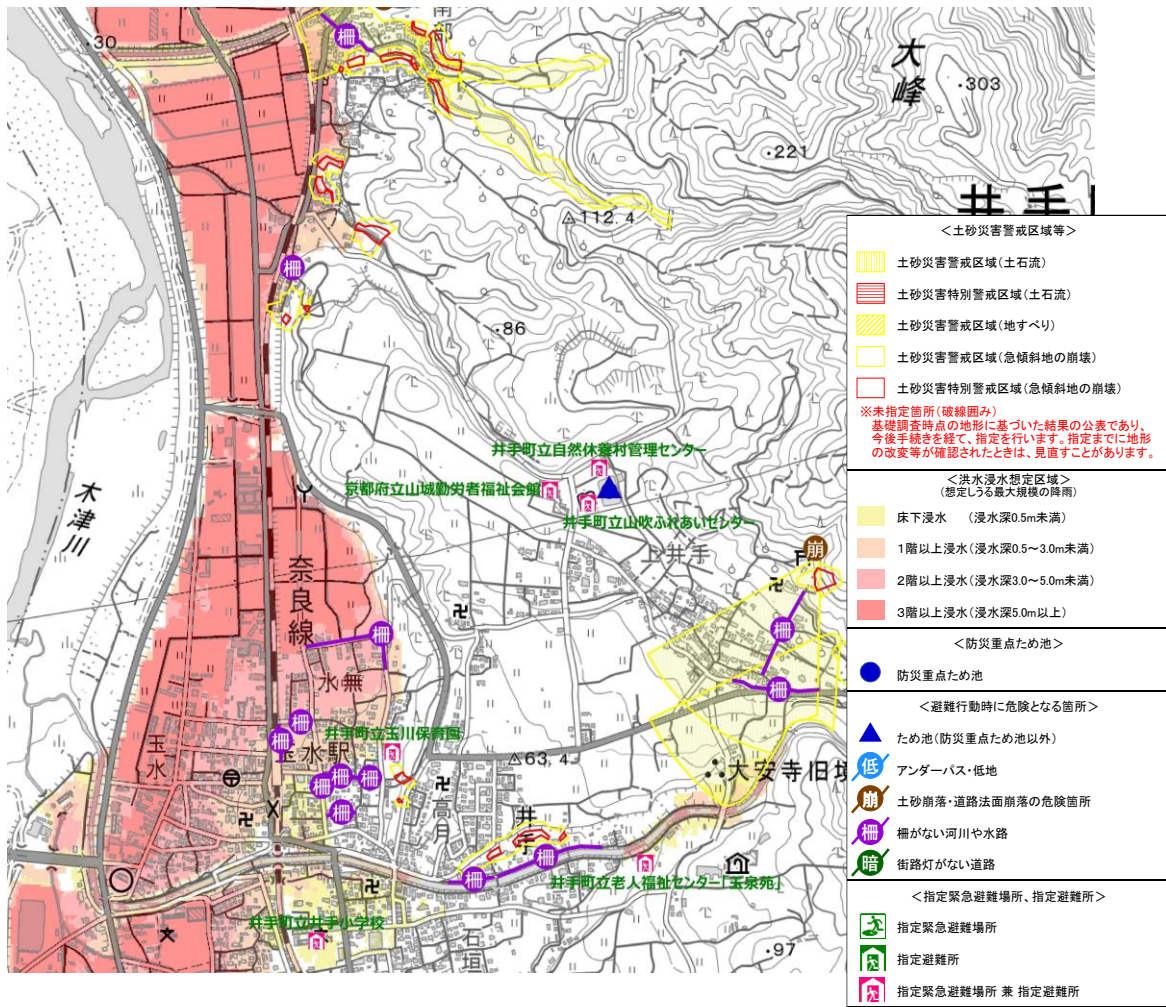 ・30
柵
南部
大峰
・303
・221
△112.4
井手
柵
・86
木津川
井手町立自然休養村管理センター
京都府立山城勤労者福祉会館
井手町立山吹ふれあいセンター
上井手
崩
奈良線
柵
柵
水無
柵
柵
柵
井手町立玉川保育園
玉水駅
玉水
△63.4
大安寺旧境
柵
柵
柵
柵
高月
井手
柵
柵
井手町立老人福祉センター「玉泉苑」
井手町立井手小学校
石垣
・97
＜土砂災害警戒区域等＞
土砂災害警戒区域(土石流)
土砂災害特別警戒区域(土石流)
土砂災害警戒区域(地すべり)
土砂災害警戒区域(急傾斜地の崩壊)
土砂災害特別警戒区域(急傾斜地の崩壊)
※未指定箇所(破線囲み)
基礎調査時点の地形に基づいた結果の公表であり、
今後手続きを経て、指定を行います。指定までに地形
の改変等が確認されたときは、見直すことがあります。
＜洪水浸水想定区域＞
(想定しうる最大規模の降雨)
床下浸水 (浸水深0.5m未満)
1階以上浸水(浸水深0.5～3.0m未満)
2階以上浸水(浸水深3.0～5.0m未満)
3階以上浸水(浸水深5.0m以上)
＜防災重点ため池＞
防災重点ため池
＜避難行動時に危険となる箇所＞
ため池(防災重点ため池以外)
低 アンダーパス・低地
崩 土砂崩落・道路法面崩落の危険箇所
柵 柵がない河川や水路
暗 街路灯がない道路
＜指定緊急避難場所、指定避難所＞
指定緊急避難場所
指定避難所
指定緊急避難場所 兼 指定避難所